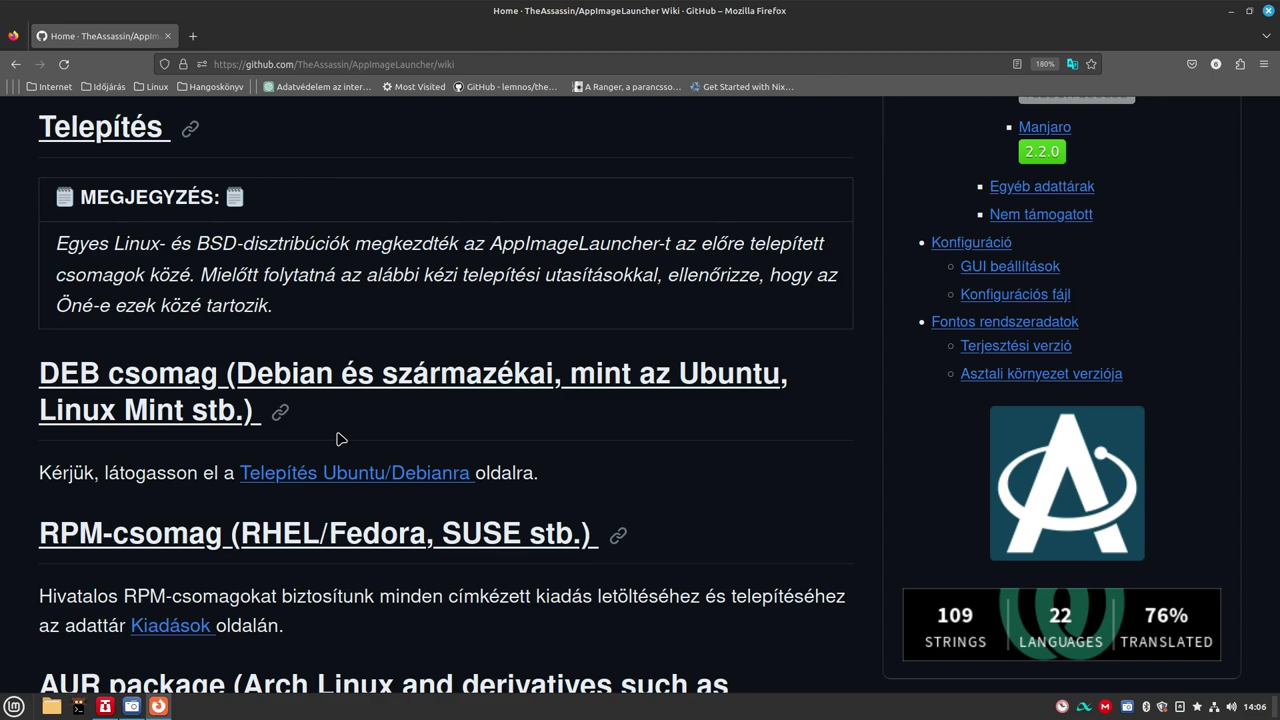 Home · TheAssassin/AppImageLauncher Wiki · GitHub – Mozilla Firefox
Home · TheAssassin/AppIm
https://github.com/TheAssassin/AppImageLauncher/wiki
180%
6
Internet
Időjárás
Linux
Hangoskönyv
Adatvédelem az inter...
Most Visited
GitHub - lemnos/the...
A Ranger, a parancsso...
Get Started with Nix...
Telepítés
MEGJEGYZÉS:
Egyes Linux- és BSD-disztribúciók megkezdték az AppImageLauncher-t az előre telepített
csomagok közé. Mielőtt folytatná az alábbi kézi telepítési utasításokkal, ellenőrizze, hogy az
Öné-e ezek közé tartozik.
DEB csomag (Debian és származékai, mint az Ubuntu,
Linux Mint stb.)
Kérjük, látogasson el a Telepítés Ubuntu/Debianra oldalra.
RPM-csomag (RHEL/Fedora, SUSE stb.)
Hivatalos RPM-csomagokat biztosítunk minden címkézett kiadás letöltéséhez és telepítéséhez
az adattár Kiadások oldalán.
AUR package (Arch Linux and derivatives such as
Manjaro
2.2.0
Egyéb adattárak
Nem támogatott
Konfiguráció
GUI beállítások
Konfigurációs fájl
Fontos rendszeradatok
Terjesztési verzió
Asztali környezet verziója
109
STRINGS
22
LANGUAGES
76%
TRANSLATED
14:06